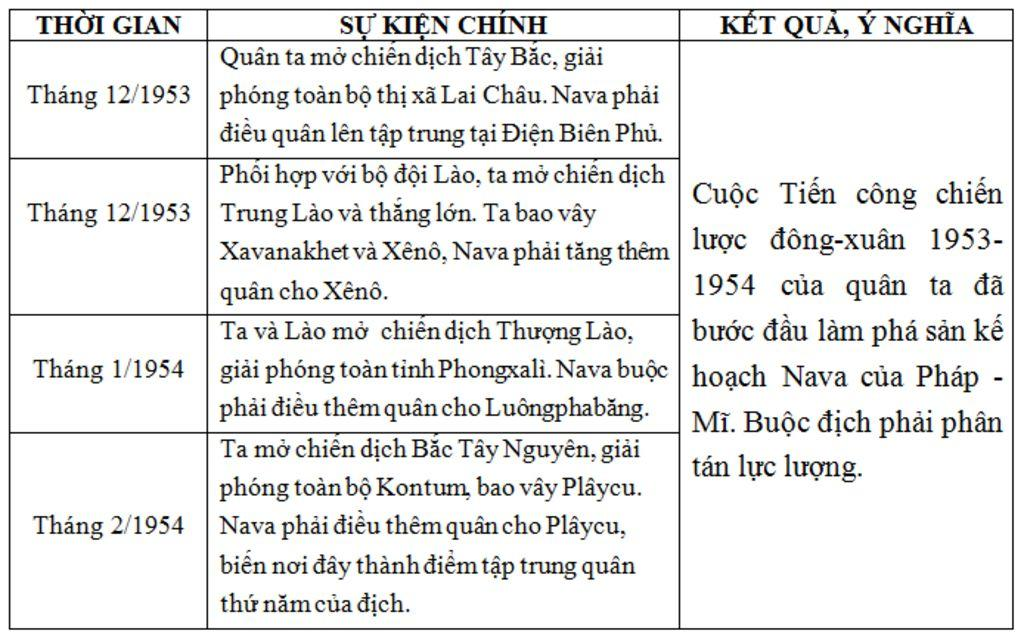 THỜI GIAN
SỰ KIỆN CHÍNH
KẾT QUẢ, Ý NGHĨA
Tháng 12/1953
Quân ta mở chiến dịch Tây Bắc, giải
phóng toàn bộ thị xã Lai Châu. Nava phải
điều quân lên tập trung tại Điện Biên Phủ.
Tháng 12/1953
Phối hợp với bộ đội Lào, ta mở chiến dịch
Trung Lào và thắng lớn. Ta bao vây
Xavanakhet và Xênô, Nava phải tăng thêm
quân cho Xênô.
Tháng 1/1954
Ta và Lào mở chiến dịch Thượng Lào,
giải phóng toàn tỉnh Phongxalì. Nava buộc
phải điều thêm quân cho Luôngphabăng.
Tháng 2/1954
Ta mở chiến dịch Bắc Tây Nguyên, giải
phóng toàn bộ Kontum, bao vây Plâycu.
Nava phải điều thêm quân cho Plâycu,
biến nơi đây thành điểm tập trung quân
thứ năm của địch.
Cuộc Tiến công chiến
lược đông-xuân 1953-
1954 của quân ta đã
bước đầu làm phá sản kế
hoạch Nava của Pháp -
Mĩ. Buộc địch phải phân
tán lực lượng.